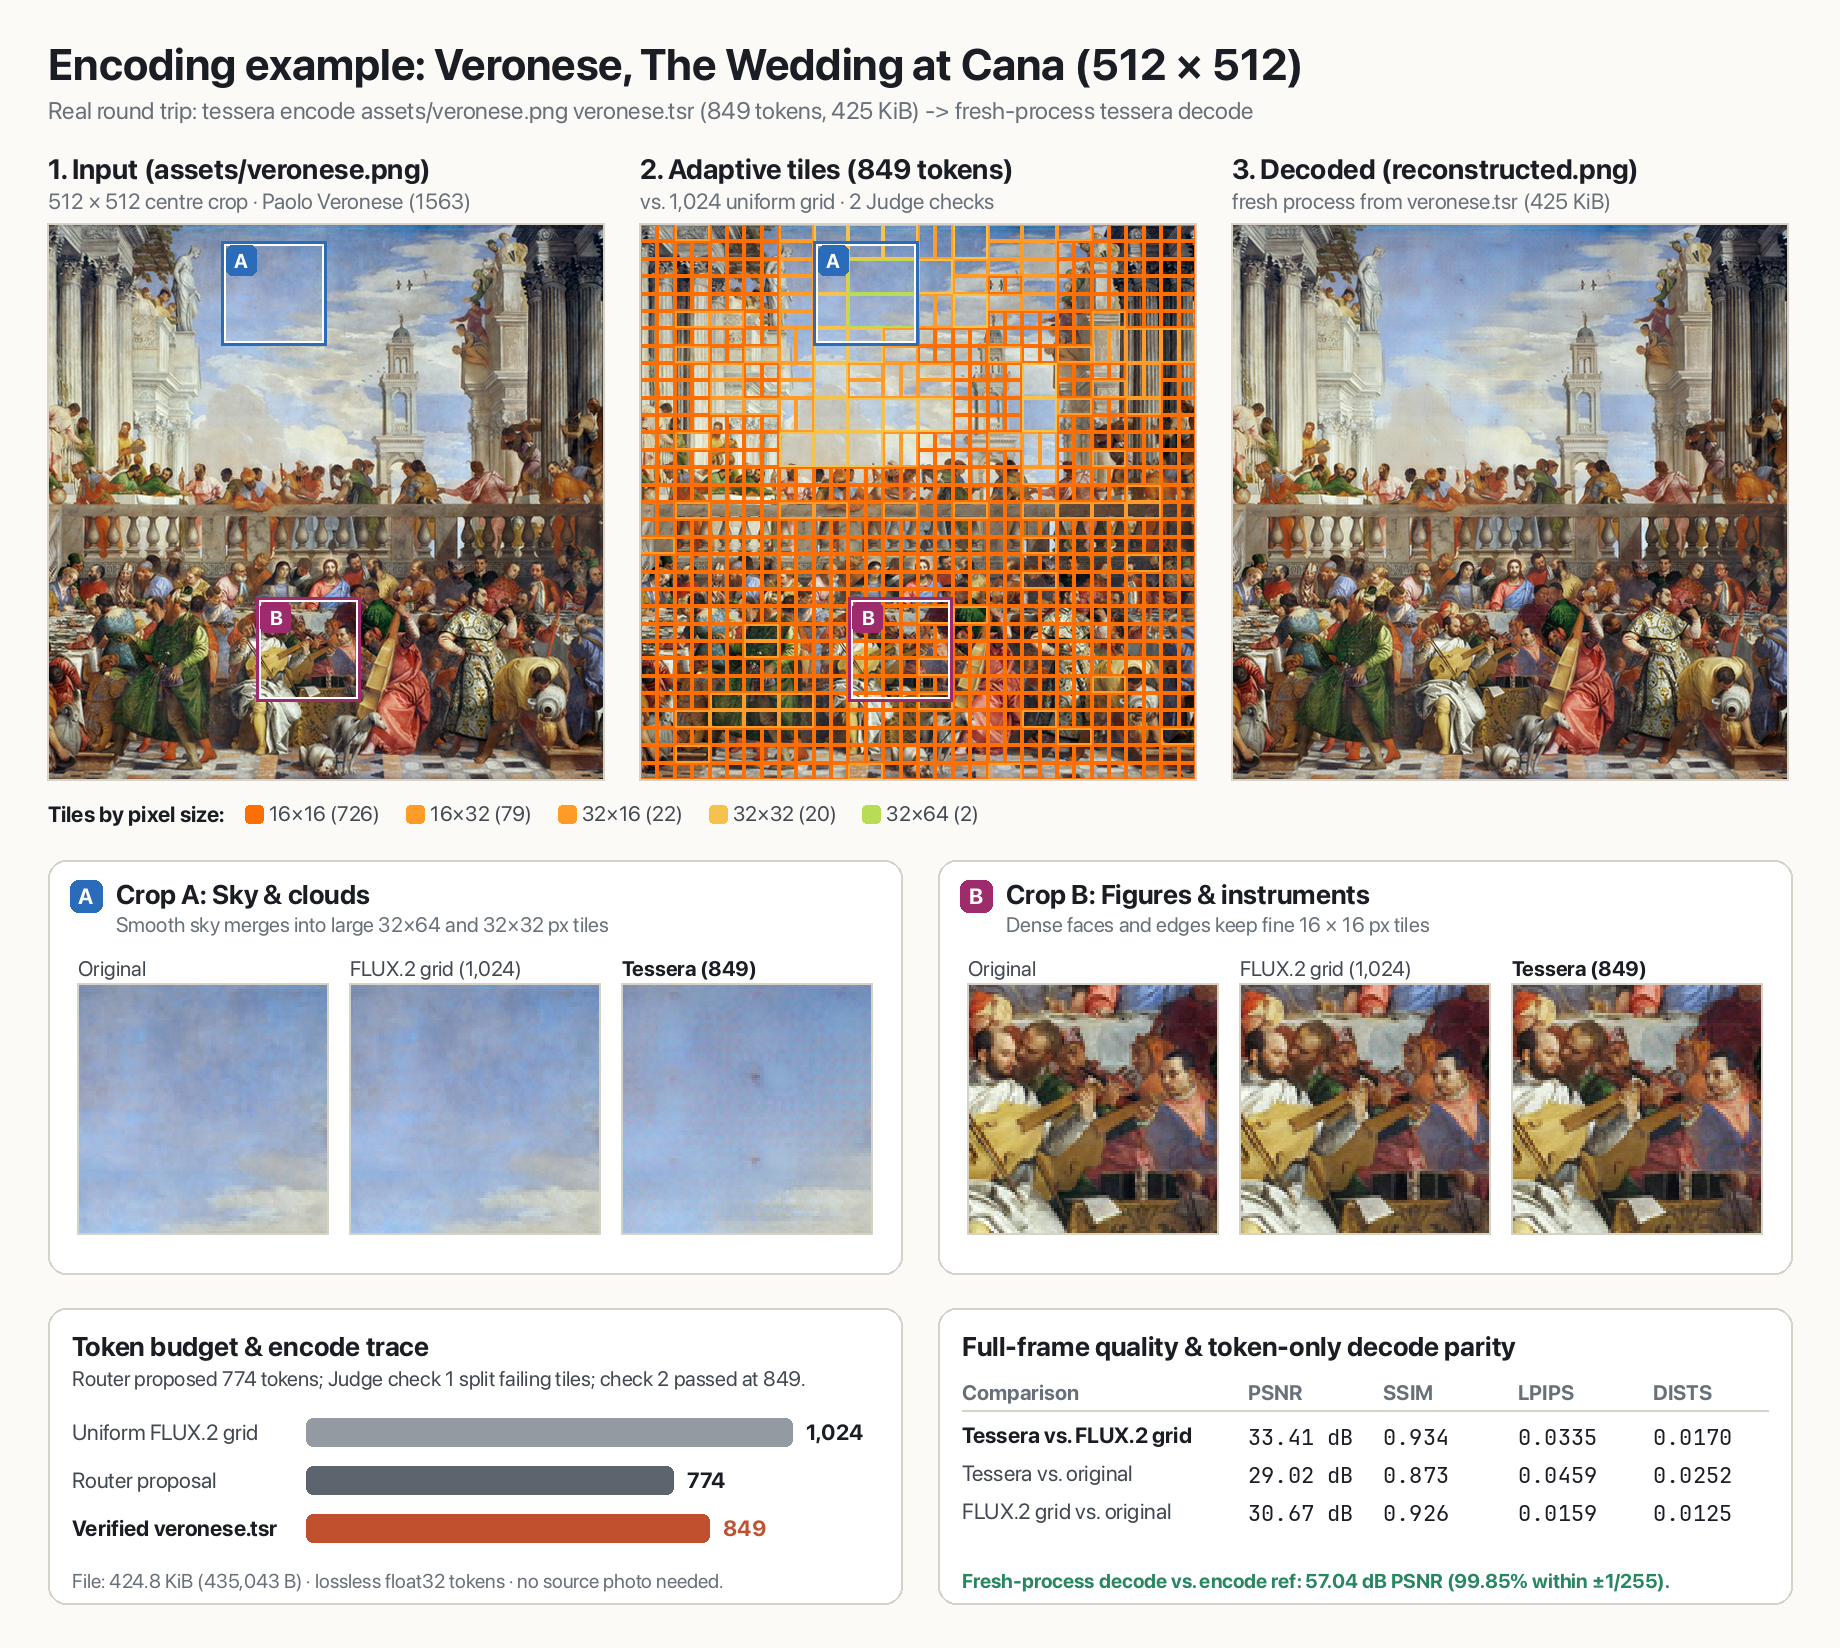 Encoding example: Veronese, The Wedding at Cana (512 × 512)
Real round trip: tessera encode assets/veronese.png veronese.tsr (849 tokens, 425 KiB) -> fresh-process tessera decode
1. Input (assets/veronese.png)
512 × 512 centre crop · Paolo Veronese (1563)
2. Adaptive tiles (849 tokens)
vs. 1,024 uniform grid · 2 Judge checks
3. Decoded (reconstructed.png)
fresh process from veronese.tsr (425 KiB)
A
B
A
B
Tiles by pixel size: 16×16 (726) 16×32 (79) 32×16 (22) 32×32 (20) 32×64 (2)
A Crop A: Sky & clouds
Smooth sky merges into large 32×64 and 32×32 px tiles
Original FLUX.2 grid (1,024) Tessera (849)
B Crop B: Figures & instruments
Dense faces and edges keep fine 16 × 16 px tiles
Original FLUX.2 grid (1,024) Tessera (849)
Token budget & encode trace
Router proposed 774 tokens; Judge check 1 split failing tiles; check 2 passed at 849.
Uniform FLUX.2 grid 1,024
Router proposal 774
Verified veronese.tsr 849
File: 424.8 KiB (435,043 B) · lossless float32 tokens · no source photo needed.
Full-frame quality & token-only decode parity
Comparison PSNR SSIM LPIPS DISTS
Tessera vs. FLUX.2 grid 33.41 dB 0.934 0.0335 0.0170
Tessera vs. original 29.02 dB 0.873 0.0459 0.0252
FLUX.2 grid vs. original 30.67 dB 0.926 0.0159 0.0125
Fresh-process decode vs. encode ref: 57.04 dB PSNR (99.85% within ±1/255).